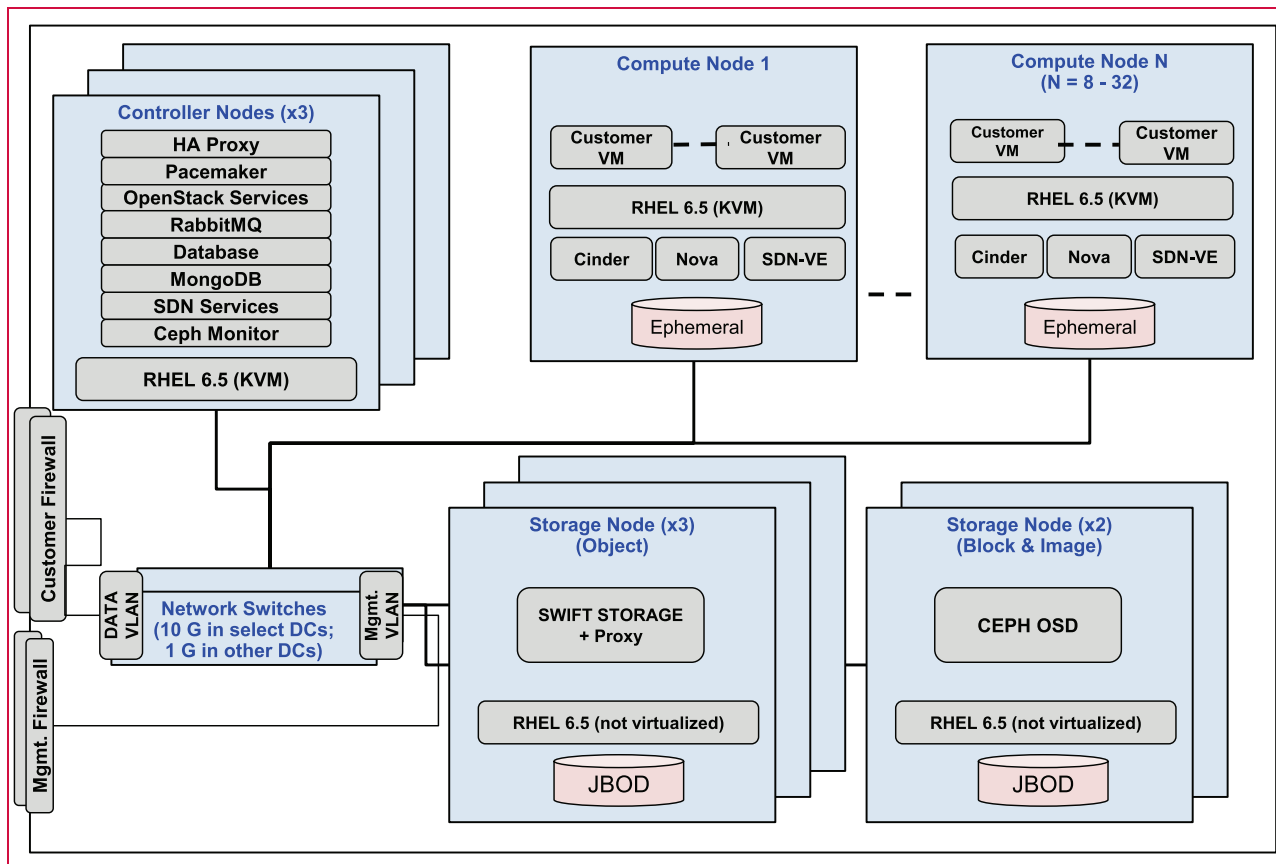 Controller Nodes (x3)
HA Proxy
Pacemaker
OpenStack Services
RabbitMQ
Database
MongoDB
SDN Services
Ceph Monitor
RHEL 6.5 (KVM)
Compute Node 1
Customer
VM
Customer
VM
RHEL 6.5 (KVM)
Cinder
Nova
SDN-VE
Ephemeral
Compute Node N
(N = 8 - 32)
Customer
VM
Customer
VM
RHEL 6.5 (KVM)
Cinder
Nova
SDN-VE
Ephemeral
Customer Firewall
Mgmt. Firewall
DATA
VLAN
Network Switches
(10 G in select DCs;
1 G in other DCs)
Mgmt.
VLAN
Storage Node (x3)
(Object)
SWIFT STORAGE
+ Proxy
RHEL 6.5 (not virtualized)
JBOD
Storage Node (x2)
(Block & Image)
CEPH OSD
RHEL 6.5 (not virtualized)
JBOD